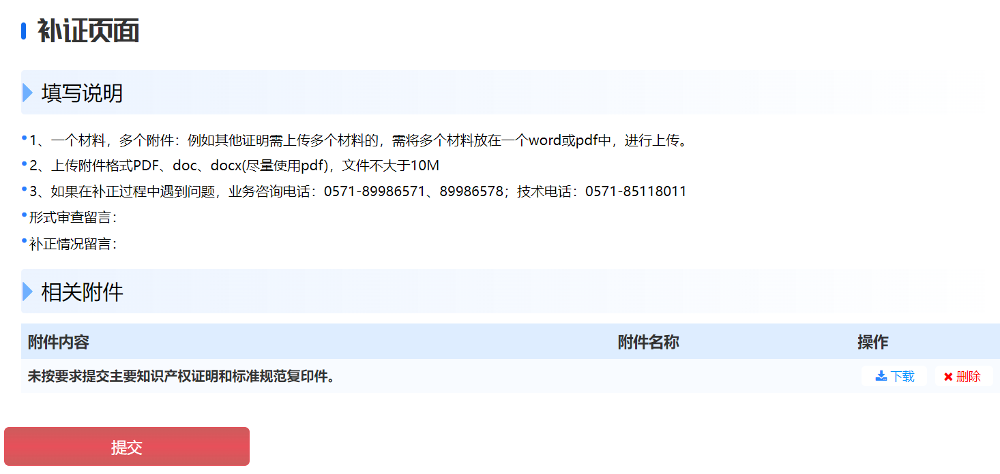 补证页面
填写说明
1、一个材料，多个附件：例如其他证明需上传多个材料的，需将多个材料放在一个word或pdf中，进行上传。
2、上传附件格式PDF、doc、docx(尽量使用pdf)，文件不大于10M
3、如果在补正过程中遇到问题，业务咨询电话：0571-89986571、89986578；技术电话：0571-85118011
形式审查留言：
补正情况留言：
相关附件
附件内容 附件名称 操作
未按要求提交主要知识产权证明和标准规范复印件。 下载 删除
提交